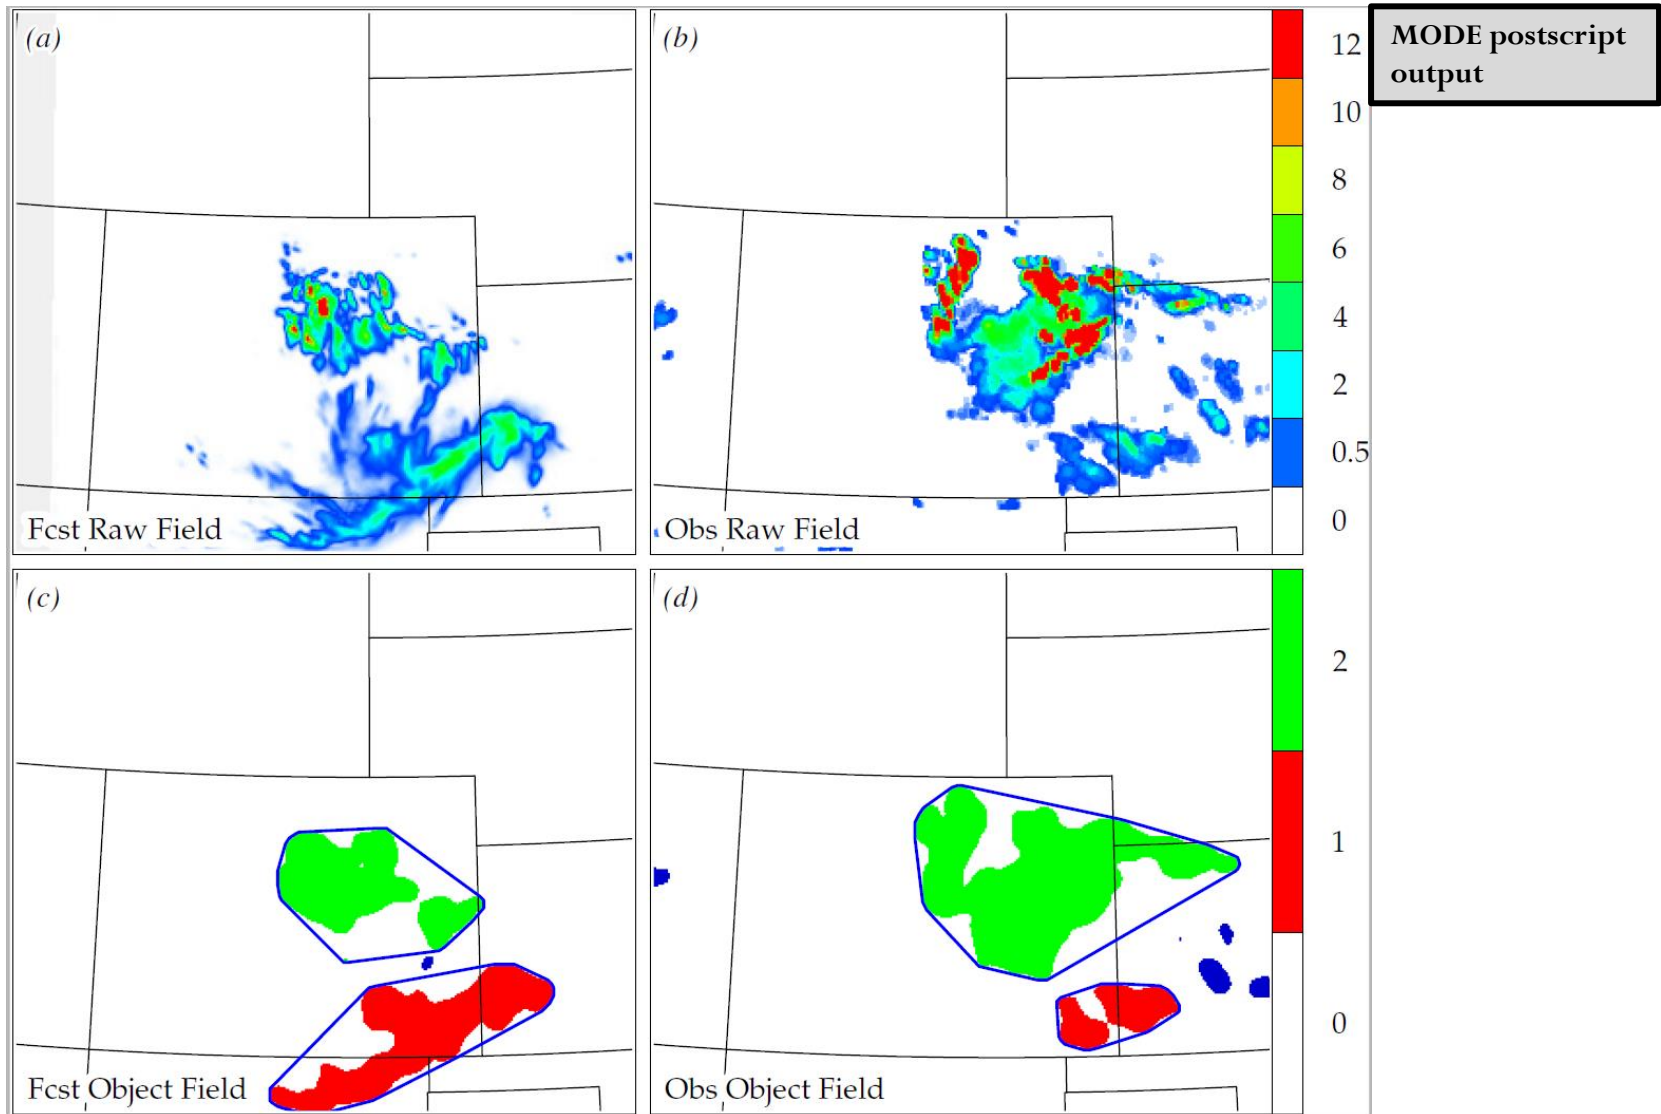 (a)
Fcst Raw Field
(b)
Obs Raw Field
12
10
8
6
4
2
0.5
0
MODE postscript
output
(c)
Fcst Object Field
(d)
Obs Object Field
2
1
0